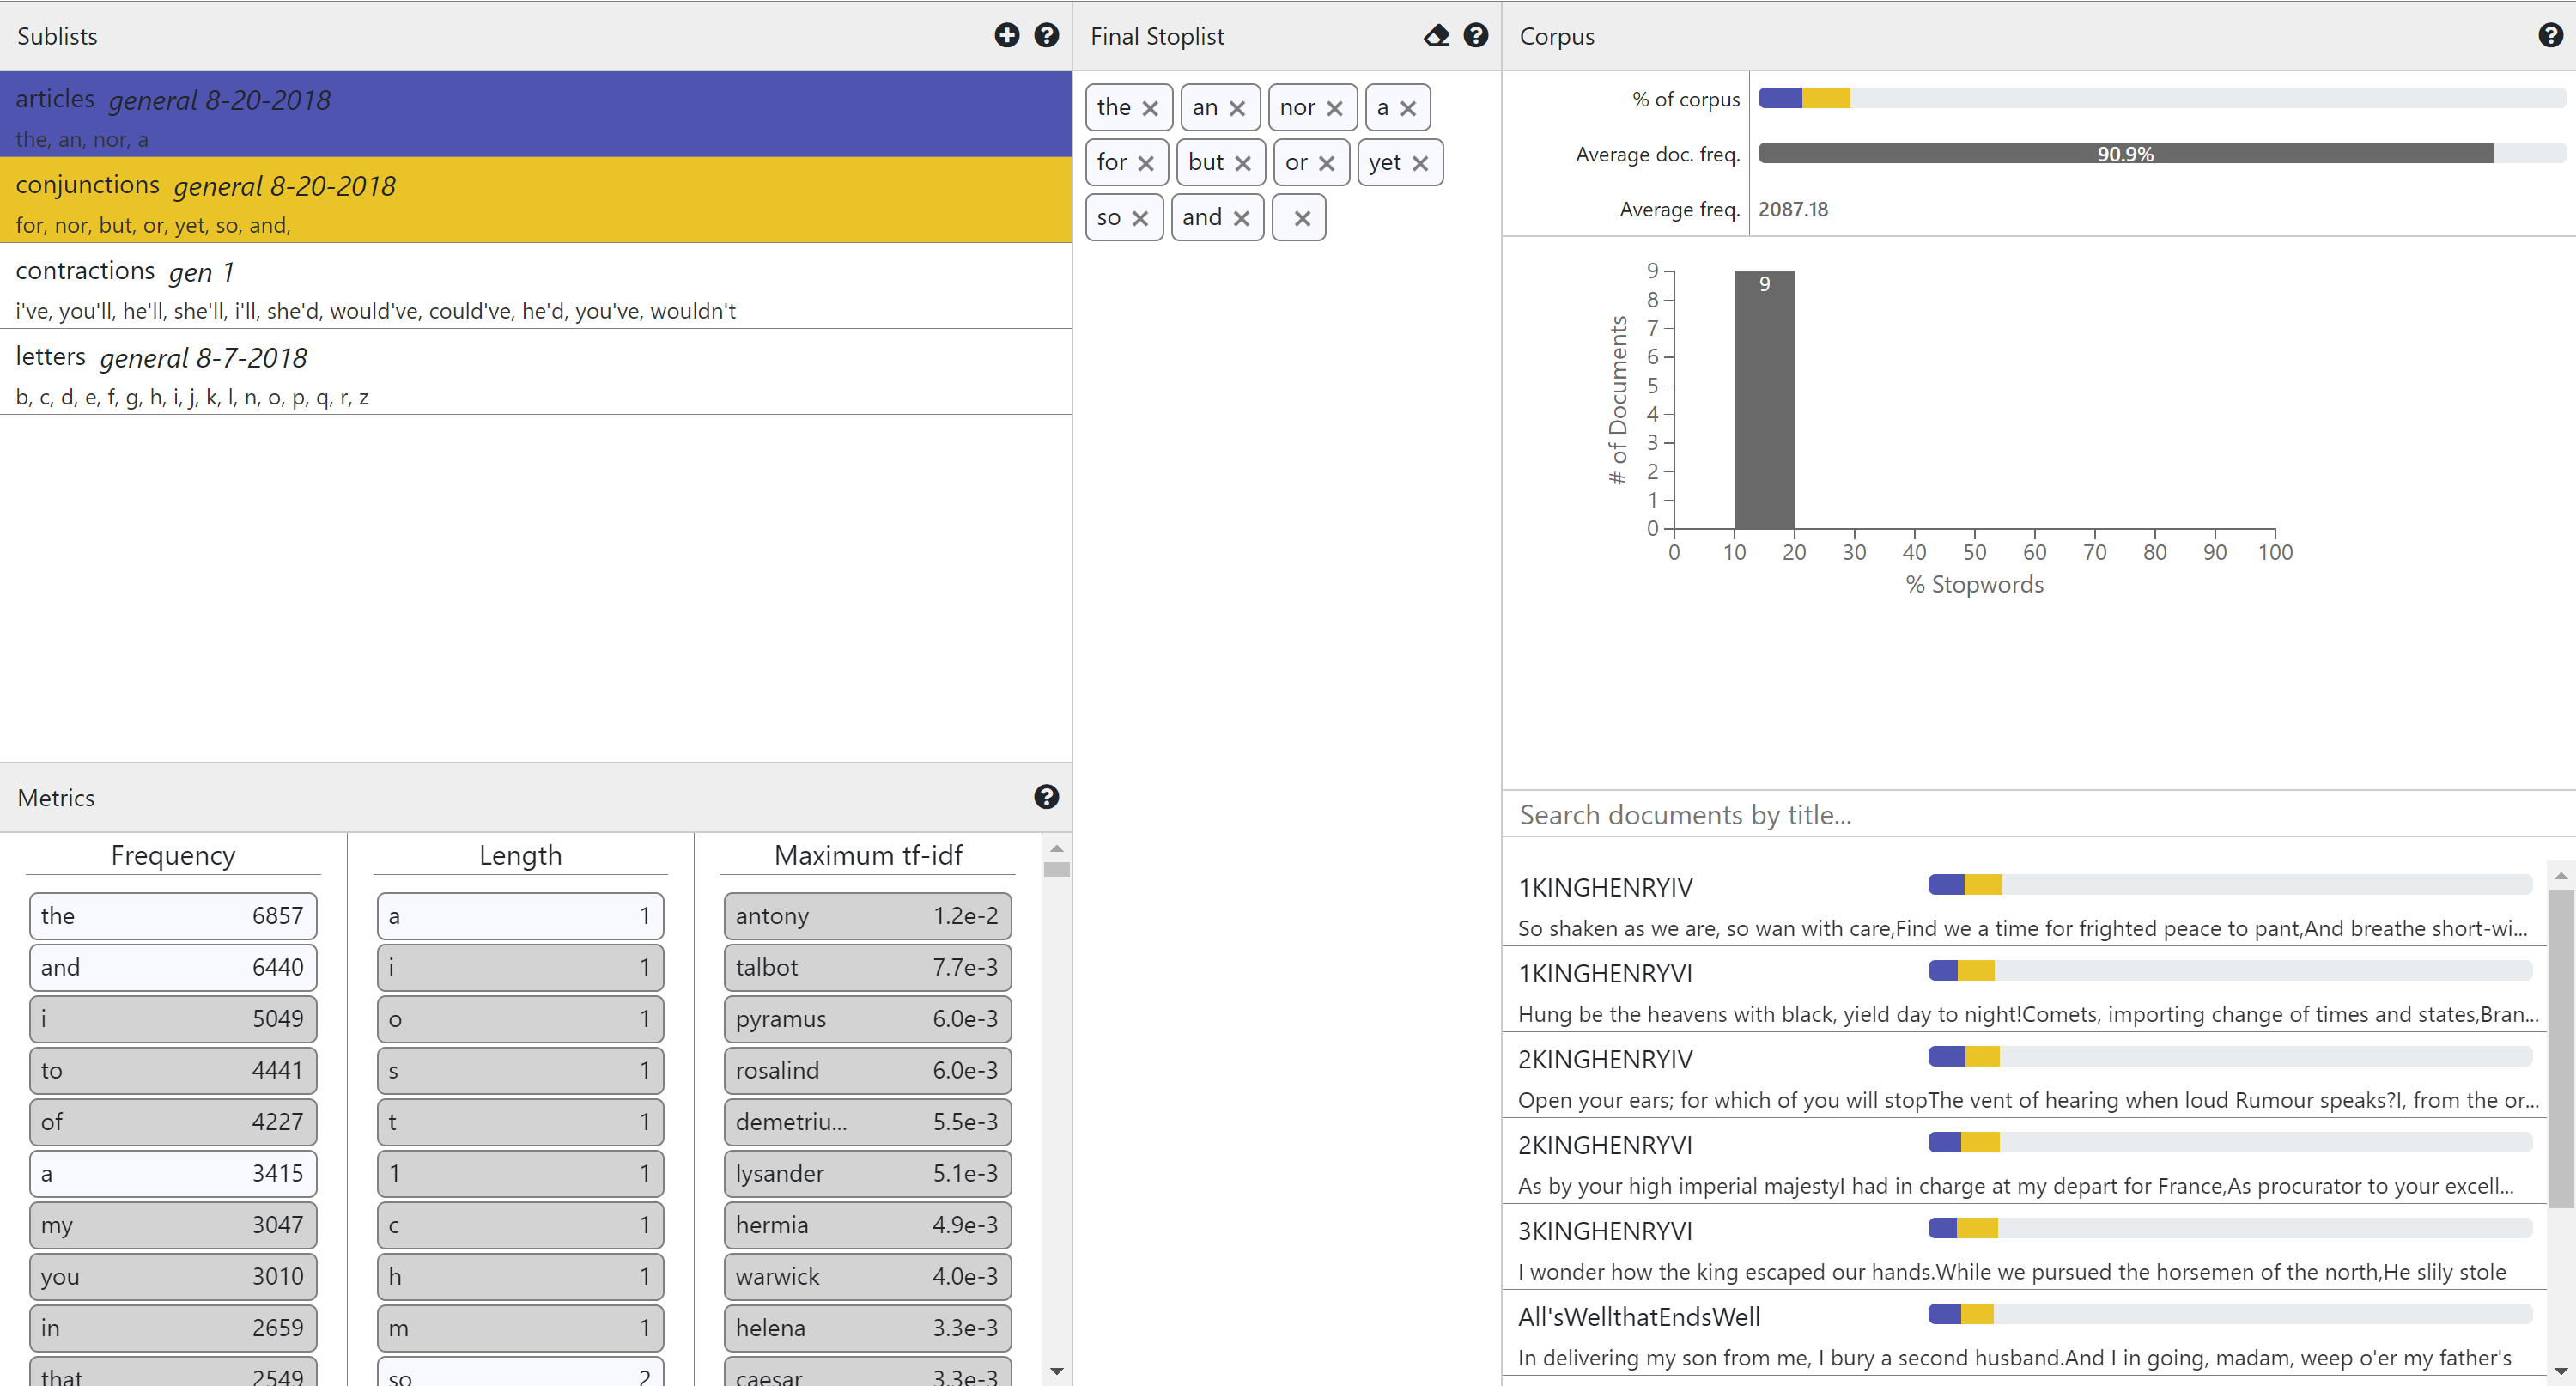 Sublists
articles general 8-20-2018
the, an, nor, a
conjunctions general 8-20-2018
for, nor, but, or, yet, so, and,
contractions gen 1
i've, you'll, he'll, she'll, i'll, she'd, would've, could've, he'd, you've, wouldn't
letters general 8-7-2018
b, c, d, e, f, g, h, i, j, k, l, n, o, p, q, r, z
Metrics
Frequency
the 6857
and 6440
i 5049
to 4441
of 4227
a 3415
my 3047
you 3010
in 2659
that 2549
Length
a 1
i 1
o 1
s 1
t 1
1 1
c 1
h 1
m 1
so 2
Maximum tf-idf
antony 1.2e-2
talbot 7.7e-3
pyramus 6.0e-3
rosalind 6.0e-3
demetriu... 5.5e-3
lysander 5.1e-3
hermia 4.9e-3
warwick 4.0e-3
helena 3.3e-3
caesar 3.3e-3
Final Stoplist
the an nor a
for but or yet
so and
Corpus
% of corpus
Average doc. freq. 90.9%
Average freq. 2087.18
# of Documents
9
8
7
6
5
4
3
2
1
0
9
0 10 20 30 40 50 60 70 80 90 100
% Stopwords
Search documents by title...
1KINGHENRYIV
So shaken as we are, so wan with care,Find we a time for frighted peace to pant,And breathe short-wi...
1KINGHENRYVI
Hung be the heavens with black, yield day to night!Comets, importing change of times and states,Bran...
2KINGHENRYIV
Open your ears; for which of you will stopThe vent of hearing when loud Rumour speaks?I, from the or...
2KINGHENRYVI
As by your high imperial majestyI had in charge at my depart for France,As procurator to your excell...
3KINGHENRYVI
I wonder how the king escaped our hands.While we pursued the horsemen of the north,He slily stole
All'sWellthatEndsWell
In delivering my son from me, I bury a second husband.And I in going, madam, weep o'er my father's